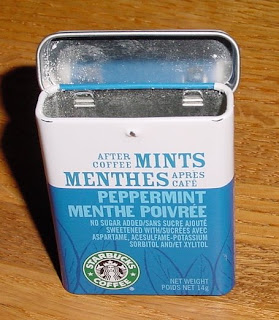 AFTER COFFEE MINTS
MENTHES APRES CAFÉ
PEPPERMINT
MENTHE POIVRÉE
NO SUGAR ADDED/SANS SUCRE AJOUTÉ
SWEETENED WITH/SUCRÉES AVEC
ASPARTAME, ACESULFAME-POTASSIUM
SORBITOL AND/ET XYLITOL
STARBUCKS
COFFEE
NET WEIGHT
POIDS NET 14g